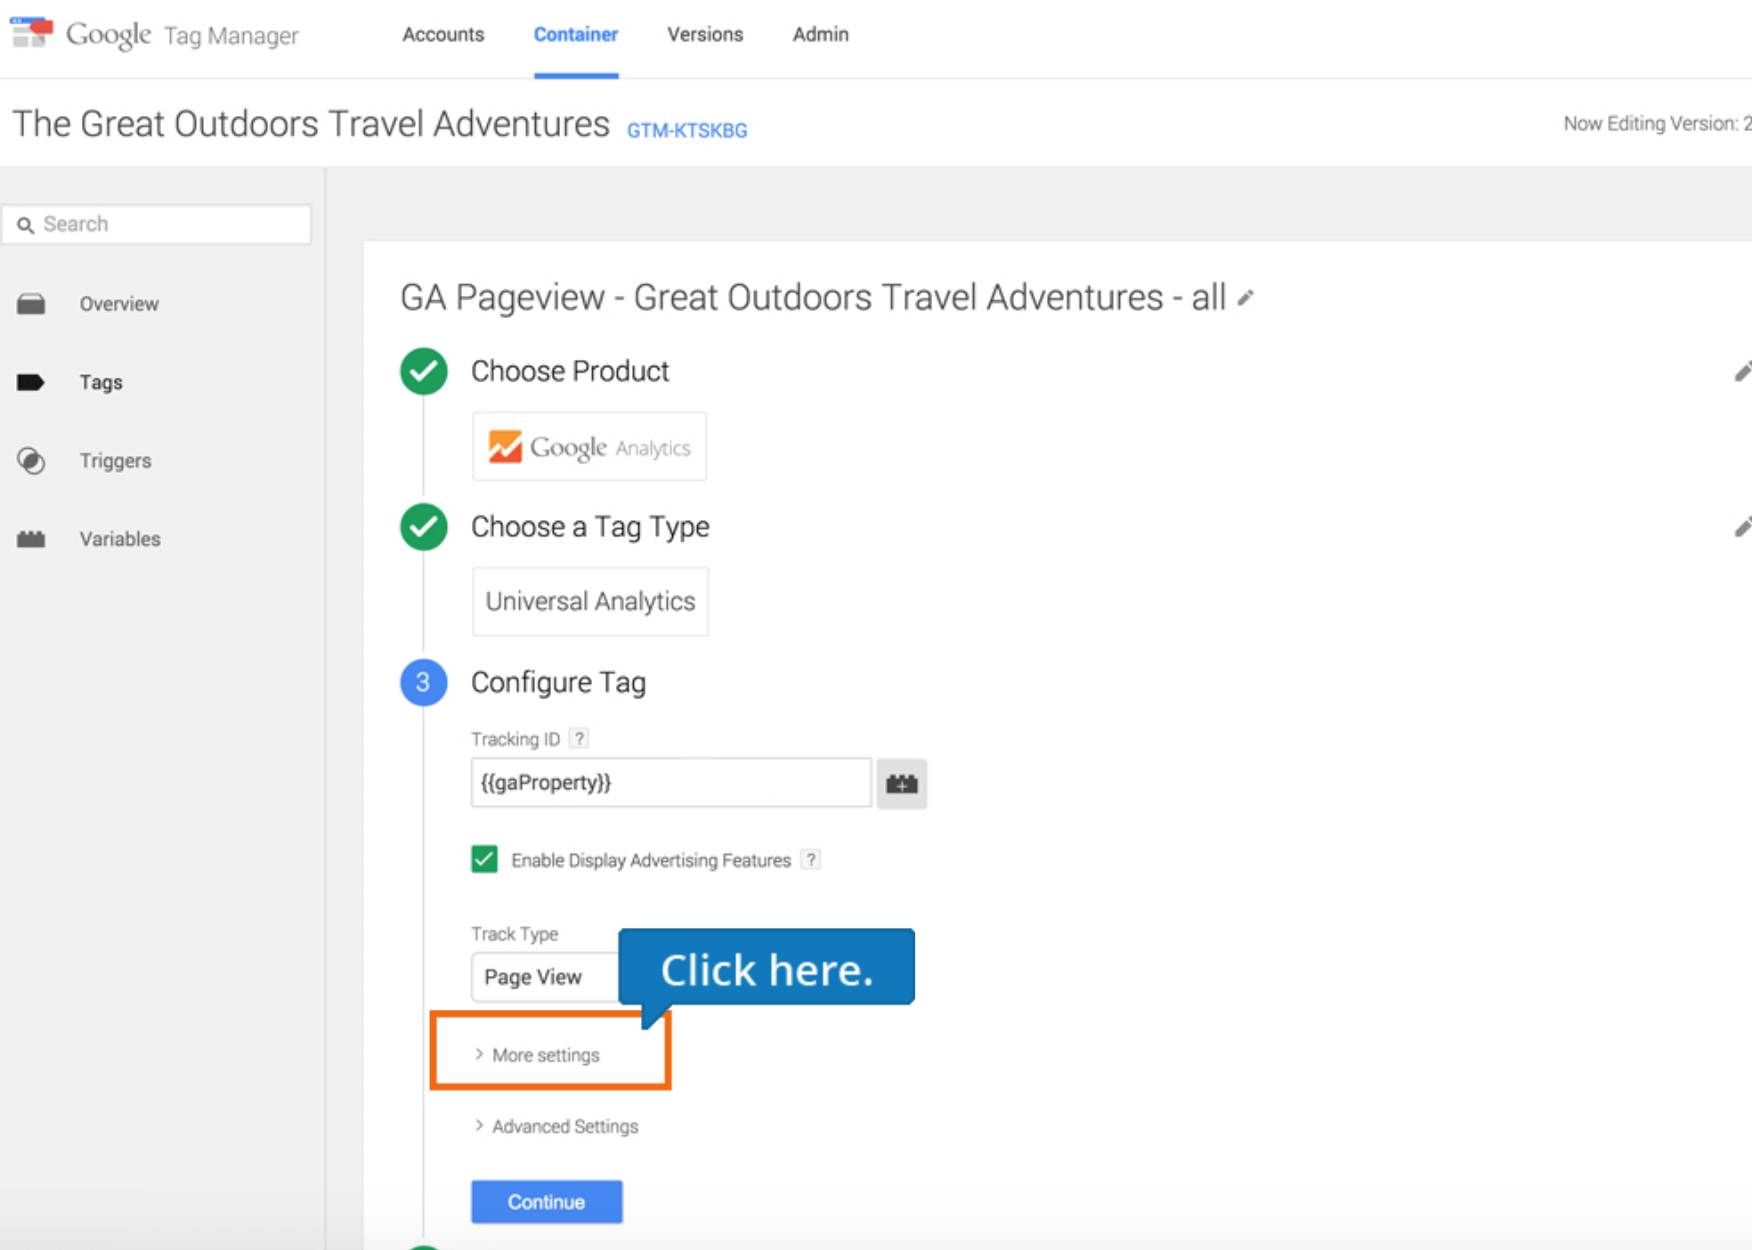 Google Tag Manager
Accounts
Container
Versions
Admin
The Great Outdoors Travel Adventures GTM-KTSKBG
Now Editing Version: 2
Search
Overview
Tags
Triggers
Variables
GA Pageview - Great Outdoors Travel Adventures - all
Choose Product
Google Analytics
Choose a Tag Type
Universal Analytics
3 Configure Tag
Tracking ID ?
{{gaProperty}}
Enable Display Advertising Features ?
Track Type
Page View
Click here.
More settings
Advanced Settings
Continue